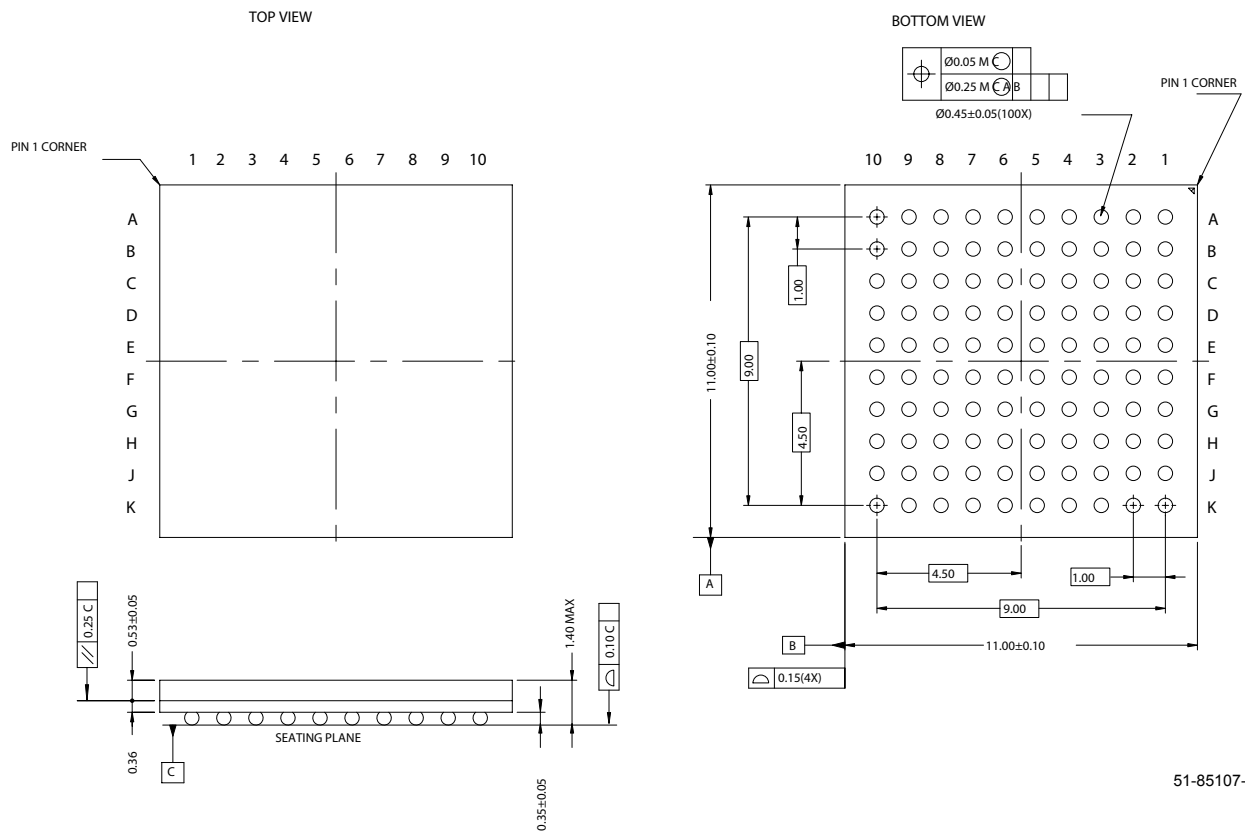 TOP VIEW
PIN 1 CORNER
1 2 3 4 5 6 7 8 9 10
A
B
C
D
E
F
G
H
J
K
BOTTOM VIEW
Ø0.05 M C
Ø0.25 M C A B
PIN 1 CORNER
Ø0.45±0.05(100X)
10 9 8 7 6 5 4 3 2 1
A
B
C
D
E
F
G
H
J
K
11.00±0.10
9.00
1.00
4.50
A
4.50
1.00
9.00
B
11.00±0.10
0.15(4X)
0.25 C
0.53±0.05
0.36
C
SEATING PLANE
1.40 MAX
0.10 C
0.35±0.05
51-85107-